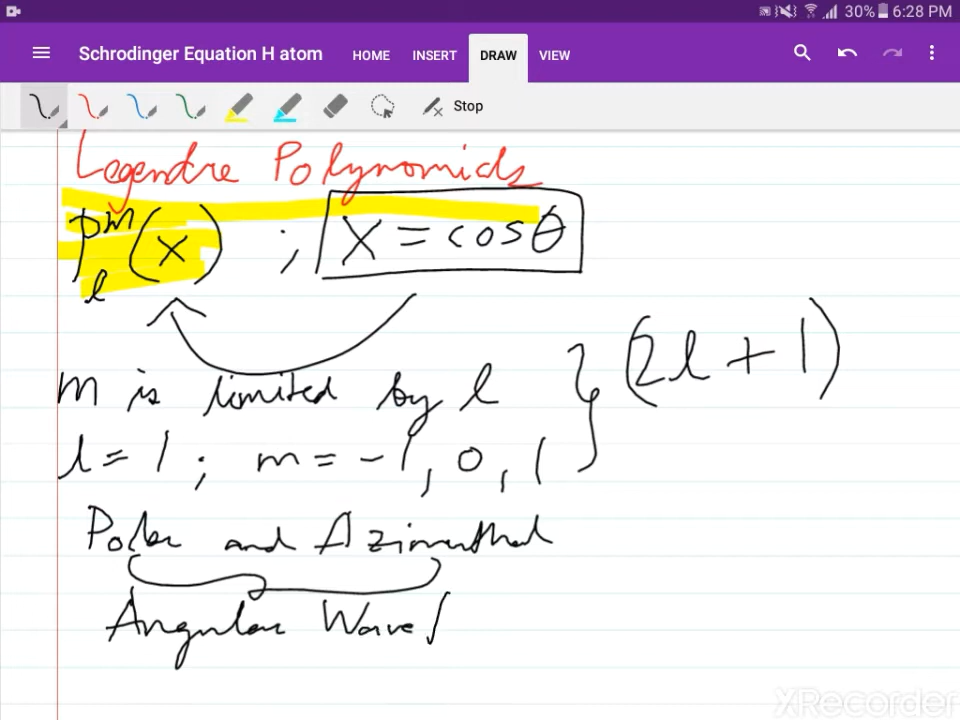 30% 6:28 PM
Schrodinger Equation H atom HOME INSERT DRAW VIEW
Stop
Legendre Polynomials
P_l^m(x) ; x = cosθ
m is limited by l } (2l + 1)
l = 1 ; m = -1, 0, 1
Polar and Azimuthal
Angular Wave f
XRecorder